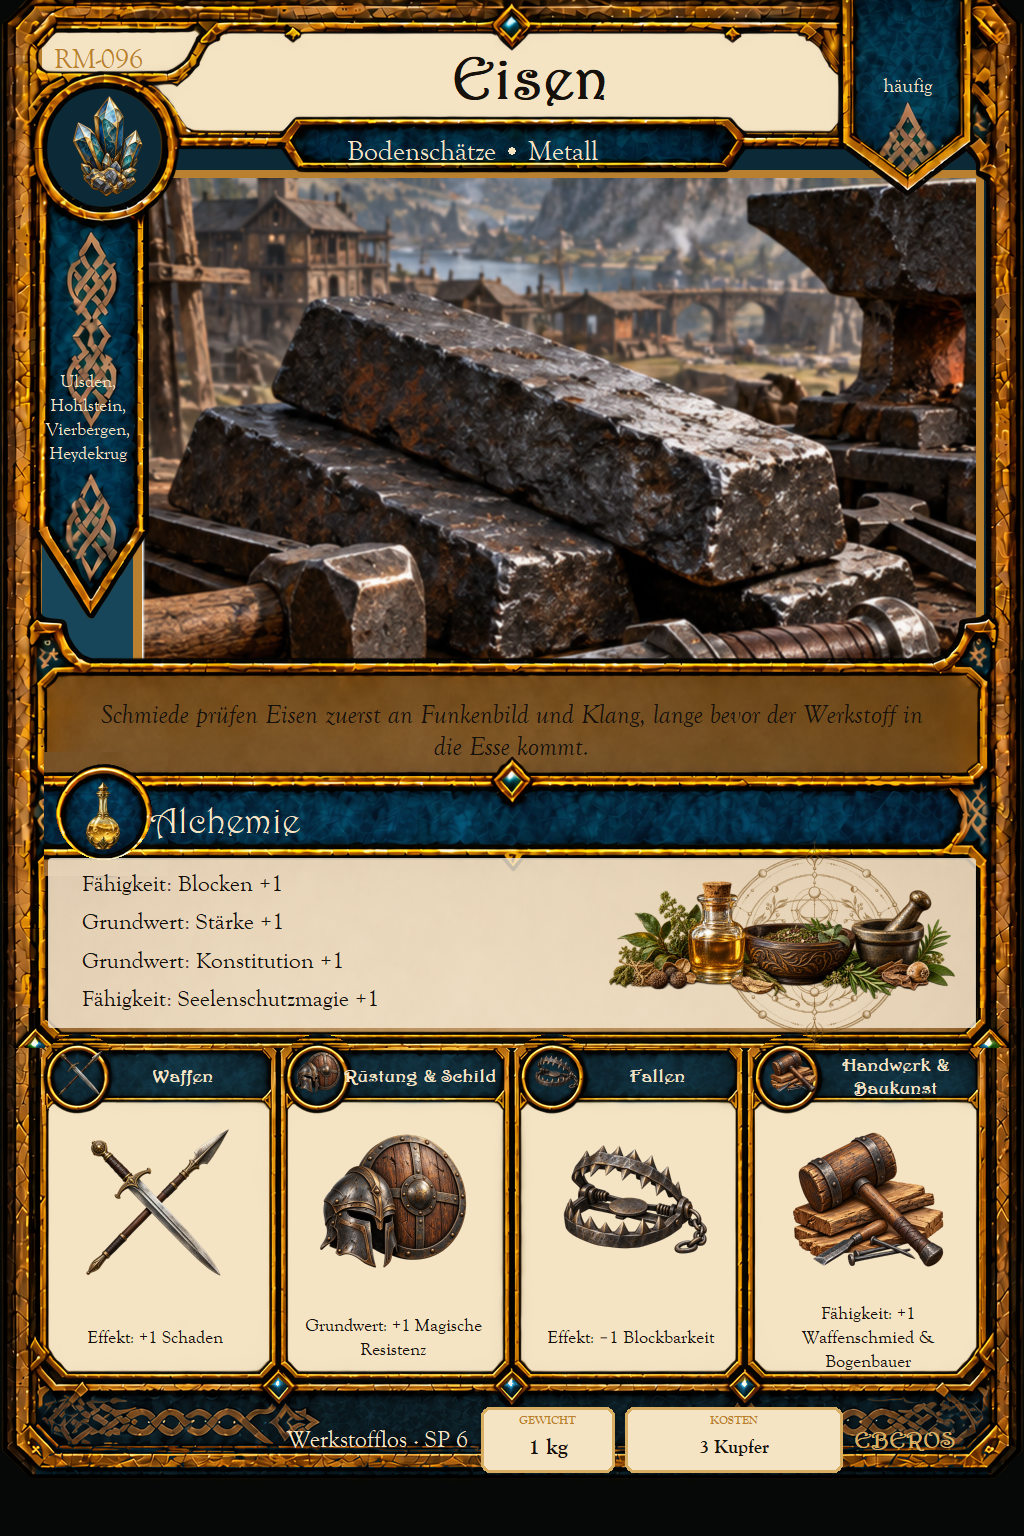 RM-096
Eisen
häufig
Bodenschätze • Metall
Ulsden,
Hohlstein,
Vierbergen,
Heydekrug
Schmiede prüfen Eisen zuerst an Funkenbild und Klang, lange bevor der Werkstoff in
die Esse kommt.
Alchemie
Fähigkeit: Blocken +1
Grundwert: Stärke +1
Grundwert: Konstitution +1
Fähigkeit: Seelenschutzmagie +1
Waffen
Effekt: +1 Schaden
Rüstung & Schild
Grundwert: +1 Magische
Resistenz
Fallen
Effekt: −1 Blockbarkeit
Handwerk &
Baukunst
Fähigkeit: +1
Waffenschmied &
Bogenbauer
Werkstofflos · SP 6
GEWICHT
1 kg
KOSTEN
3 Kupfer
EBEROS